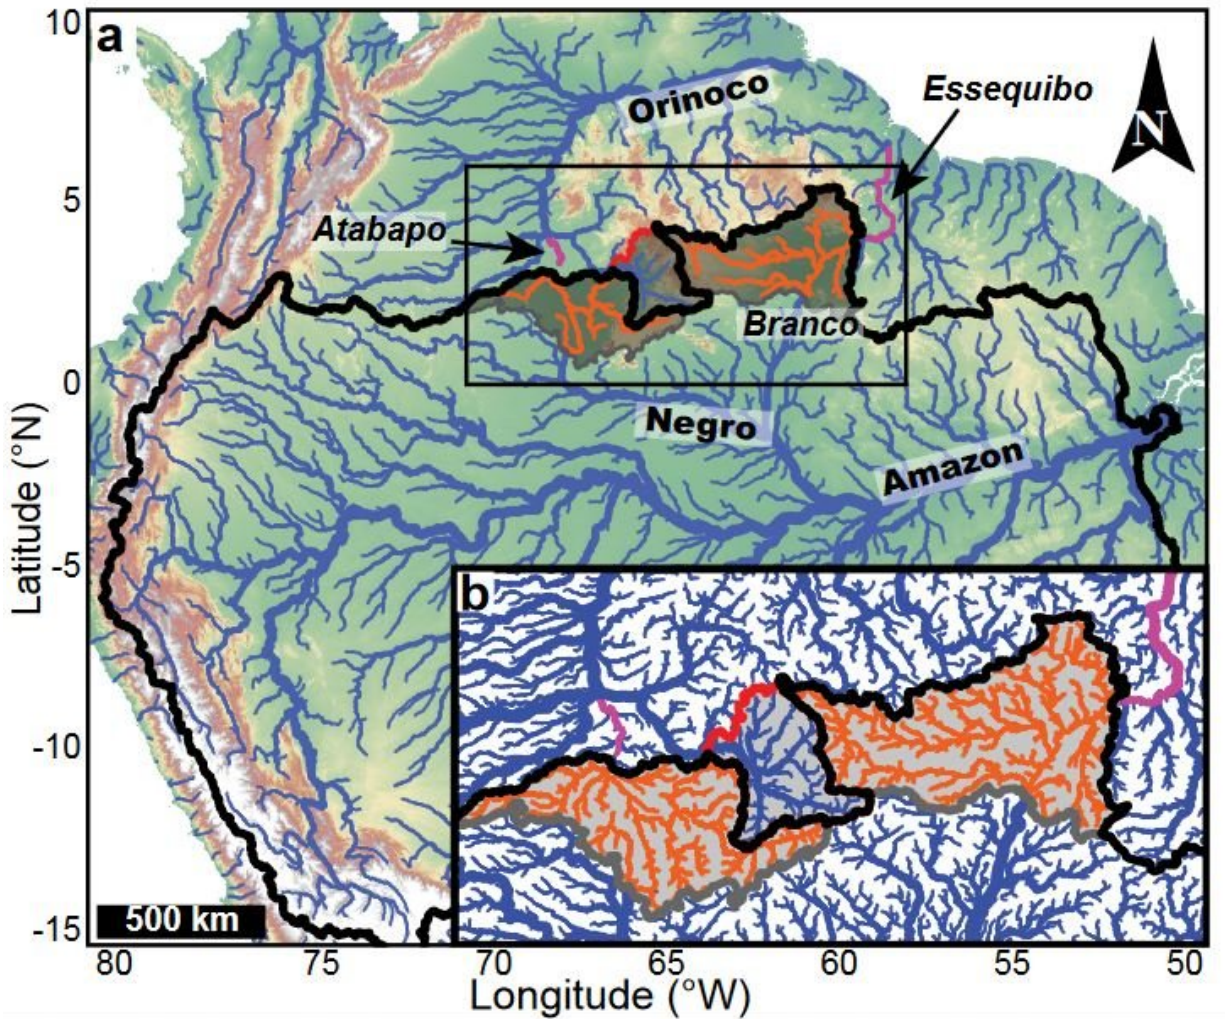 10
a
Essequibo
Orinoco
N
5
Atabapo
Branco
0
Negro
Amazon
Latitude (°N)
-5
b
-10
500 km
-15
80 75 70 65 60 55 50
Longitude (°W)